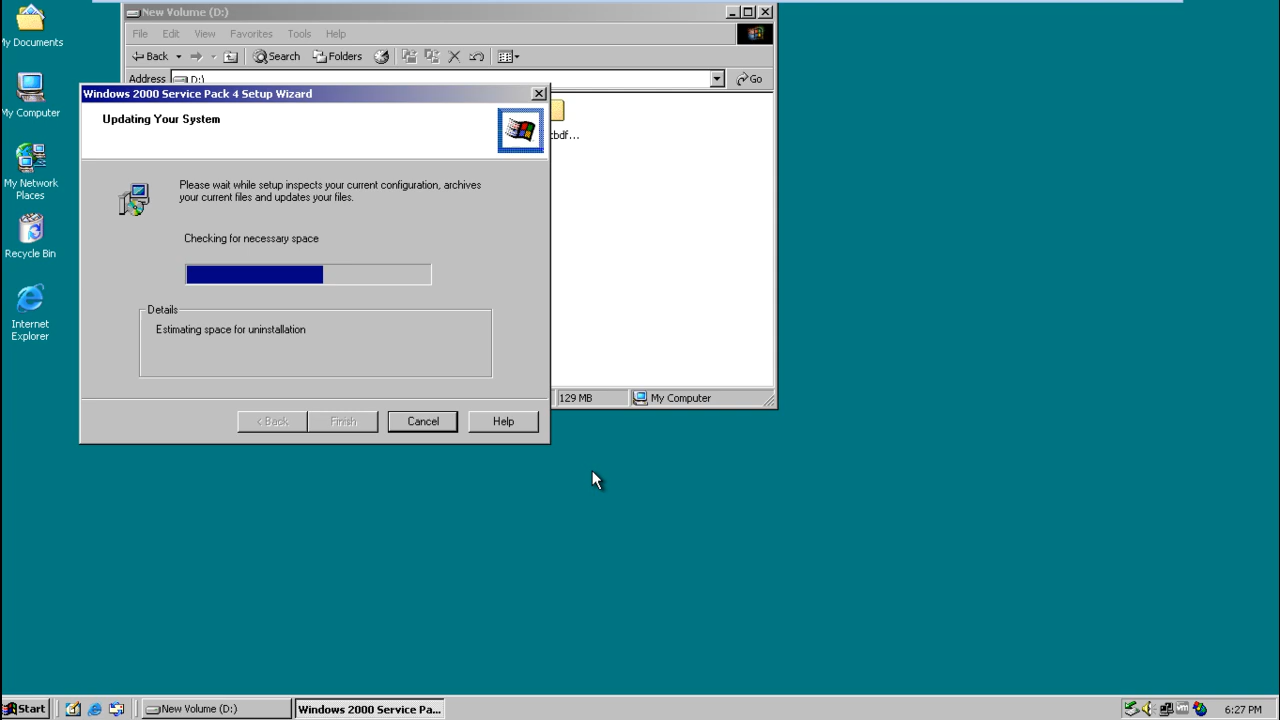 New Volume (D:)
File Edit View Favorites Tools Help
Back Search Folders
Address D:\ Go
My Documents
My Computer
My Network
Places
Recycle Bin
Internet
Explorer
Windows 2000 Service Pack 4 Setup Wizard
Updating Your System
Please wait while setup inspects your current configuration, archives
your current files and updates your files.
Checking for necessary space
Details
Estimating space for uninstallation
< Back Finish Cancel Help
129 MB My Computer
Start New Volume (D:) Windows 2000 Service Pa... 6:27 PM